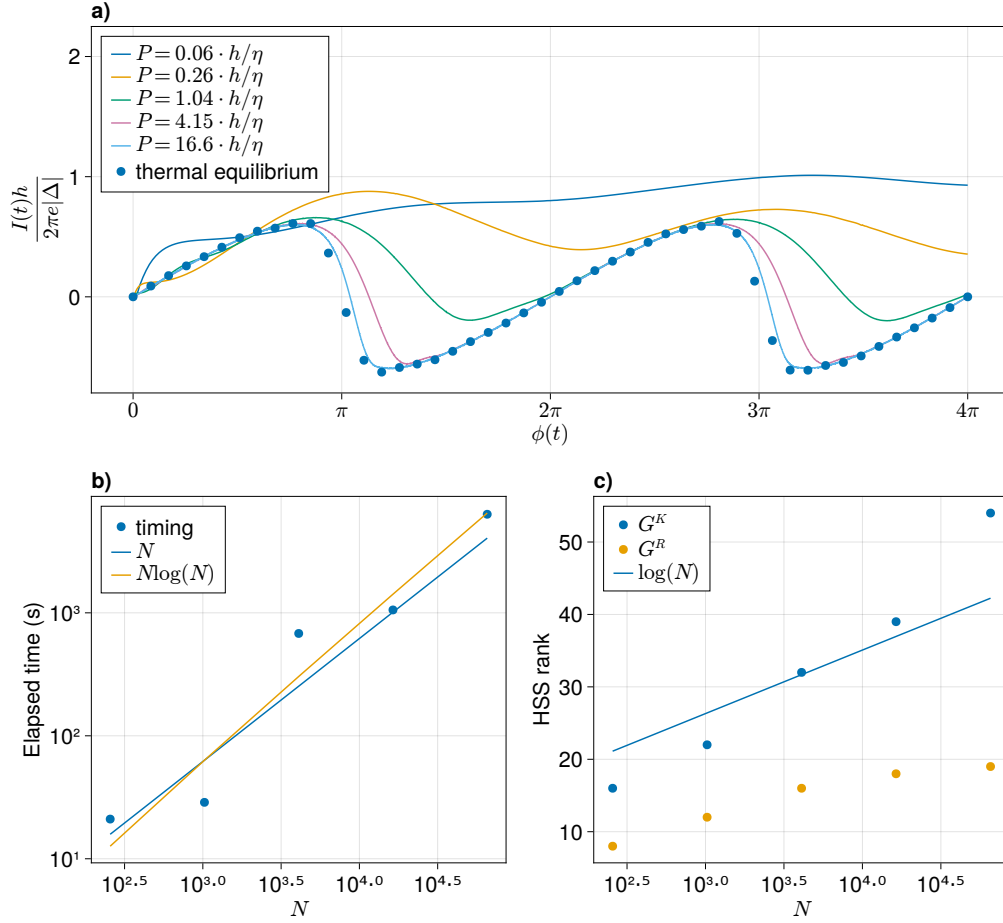 a)
2
1
0
I(t)h
2πe|Δ|
P = 0.06 · h/η
P = 0.26 · h/η
P = 1.04 · h/η
P = 4.15 · h/η
P = 16.6 · h/η
thermal equilibrium
0 π 2π 3π 4π
ϕ(t)
b)
Elapsed time (s)
10³
10²
10¹
timing
N
Nlog(N)
10^2.5 10^3.0 10^3.5 10^4.0 10^4.5
N
c)
HSS rank
50
40
30
20
10
G^K
G^R
log(N)
10^2.5 10^3.0 10^3.5 10^4.0 10^4.5
N